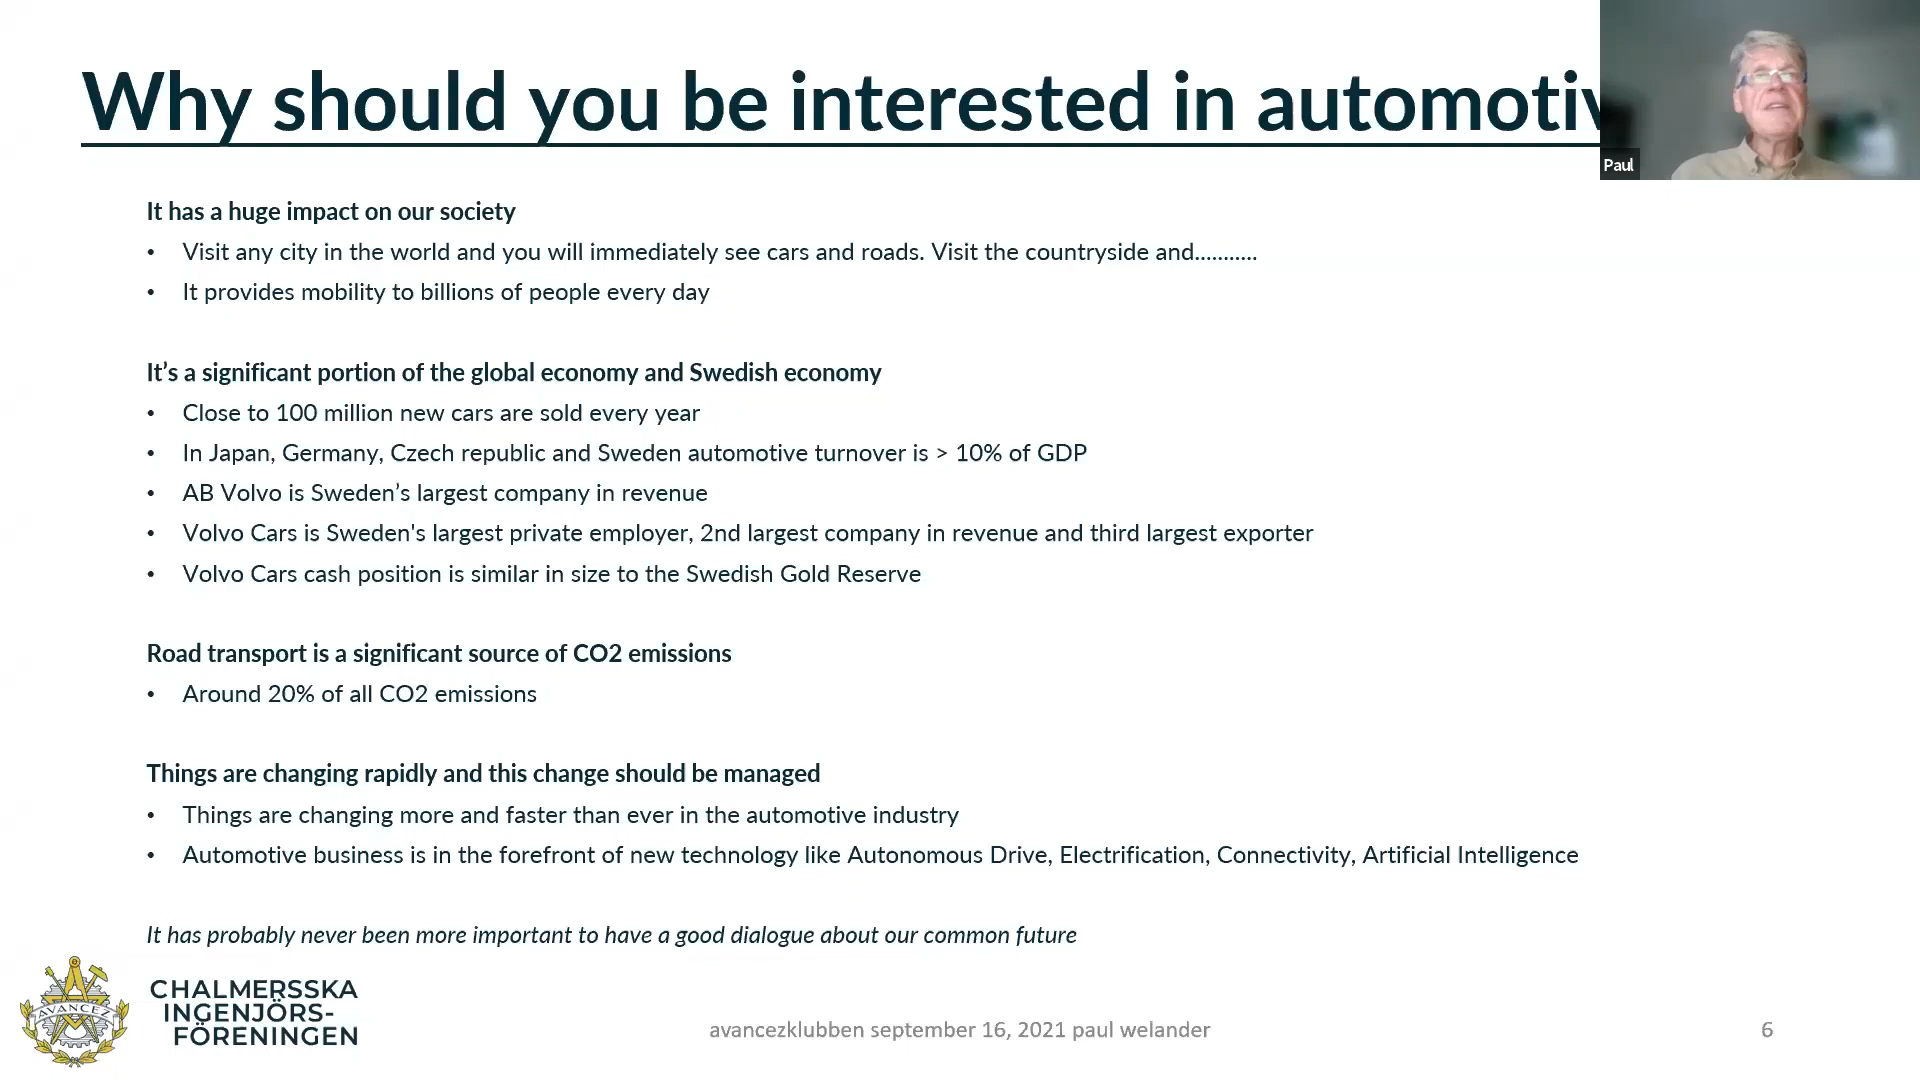 Why should you be interested in automotiv
Paul
It has a huge impact on our society
• Visit any city in the world and you will immediately see cars and roads. Visit the countryside and...........
• It provides mobility to billions of people every day
It’s a significant portion of the global economy and Swedish economy
• Close to 100 million new cars are sold every year
• In Japan, Germany, Czech republic and Sweden automotive turnover is > 10% of GDP
• AB Volvo is Sweden’s largest company in revenue
• Volvo Cars is Sweden's largest private employer, 2nd largest company in revenue and third largest exporter
• Volvo Cars cash position is similar in size to the Swedish Gold Reserve
Road transport is a significant source of CO2 emissions
• Around 20% of all CO2 emissions
Things are changing rapidly and this change should be managed
• Things are changing more and faster than ever in the automotive industry
• Automotive business is in the forefront of new technology like Autonomous Drive, Electrification, Connectivity, Artificial Intelligence
It has probably never been more important to have a good dialogue about our common future
AVANCEZ
CHALMERSSKA
INGENJÖRS-
FÖRENINGEN
avancezklubben september 16, 2021 paul welander
6